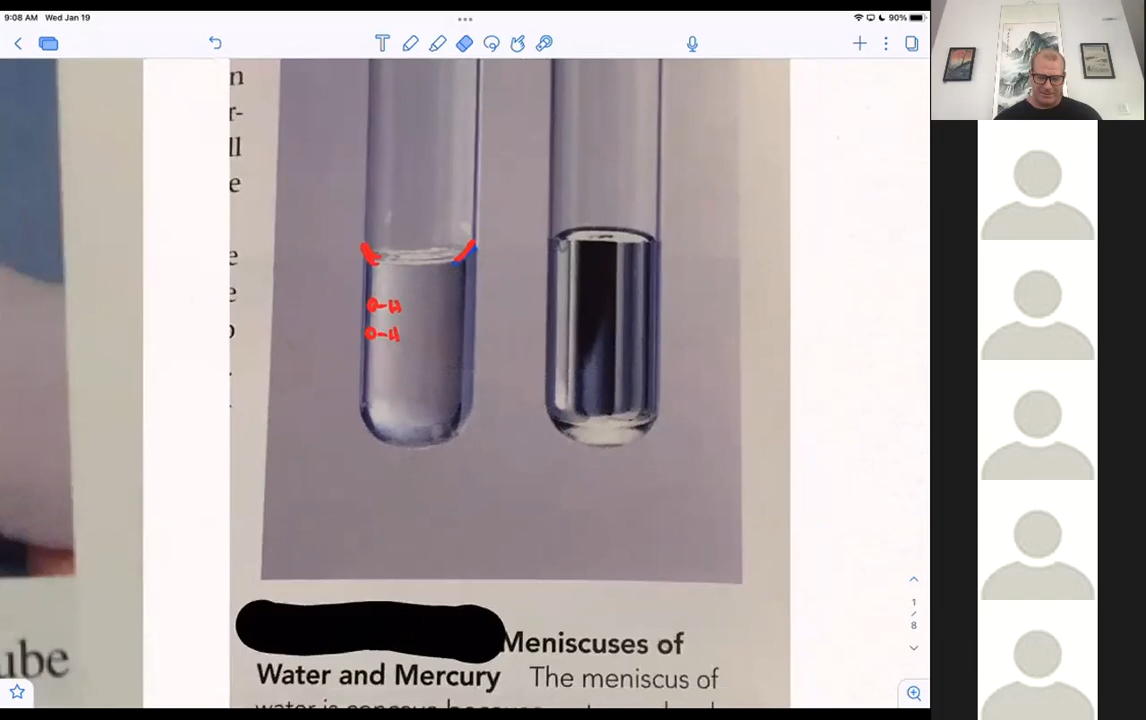 9:08 AM Wed Jan 19
90%
T
n
r-
ll
e
e
e
O-H
O-H
1
/
8
Meniscuses of
Water and Mercury The meniscus of
ube